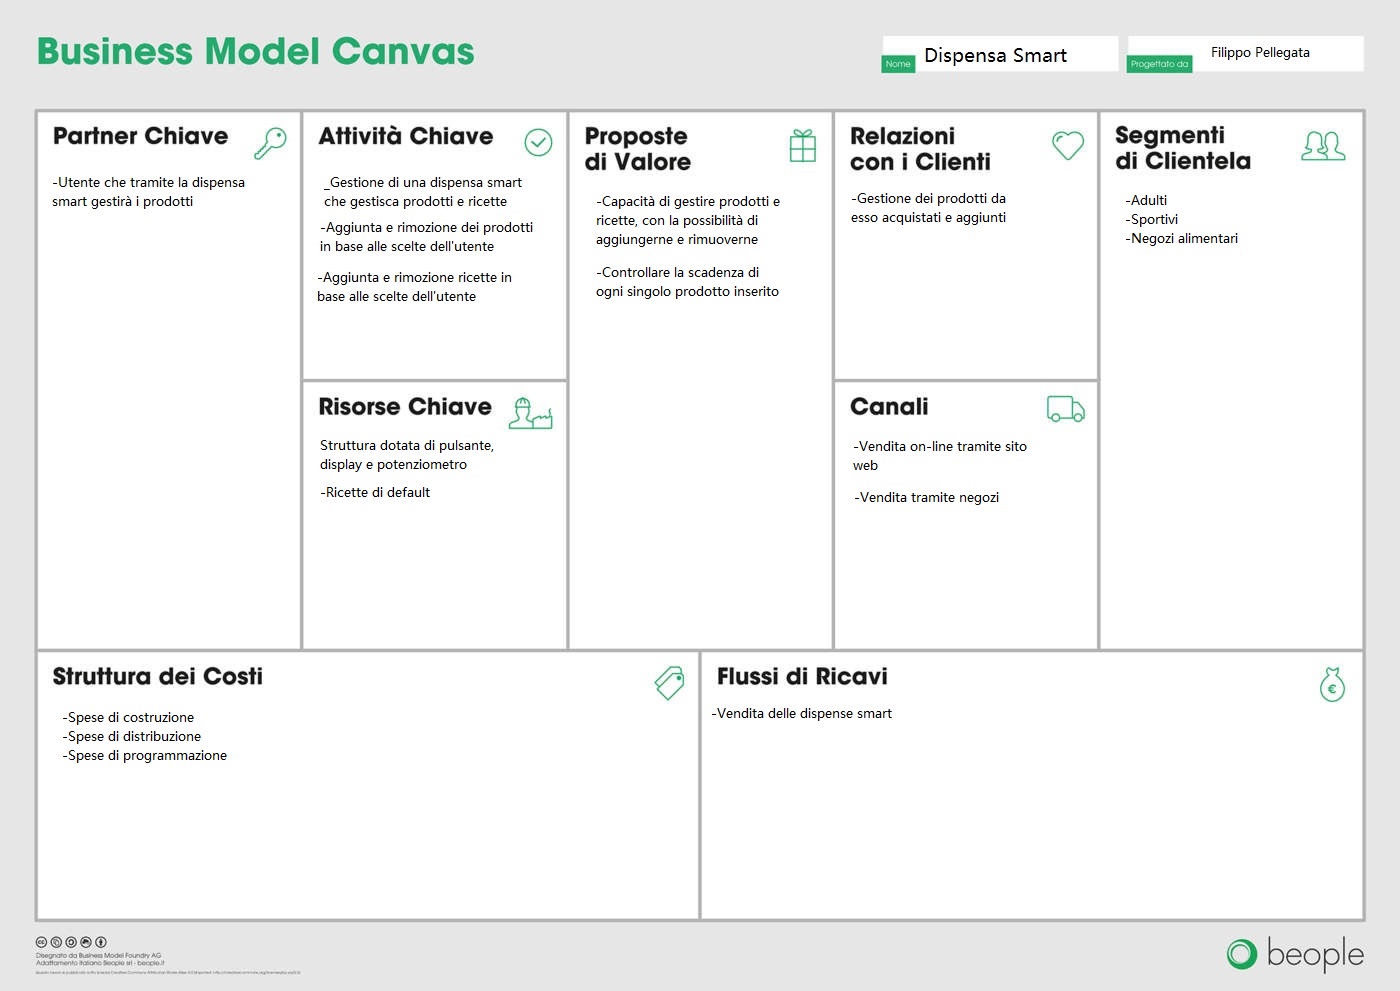 Business Model Canvas
Nome
Dispensa Smart
Progettato da
Filippo Pellegata
Partner Chiave
-Utente che tramite la dispensa
smart gestirà i prodotti
Attività Chiave
_Gestione di una dispensa smart
che gestisca prodotti e ricette
-Aggiunta e rimozione dei prodotti
in base alle scelte dell'utente
-Aggiunta e rimozione ricette in
base alle scelte dell'utente
Risorse Chiave
Struttura dotata di pulsante,
display e potenziometro
-Ricette di default
Proposte
di Valore
-Capacità di gestire prodotti e
ricette, con la possibilità di
aggiungerne e rimuoverne
-Controllare la scadenza di
ogni singolo prodotto inserito
Relazioni
con i Clienti
-Gestione dei prodotti da
esso acquistati e aggiunti
Canali
-Vendita on-line tramite sito
web
-Vendita tramite negozi
Segmenti
di Clientela
-Adulti
-Sportivi
-Negozi alimentari
Struttura dei Costi
-Spese di costruzione
-Spese di distribuzione
-Spese di programmazione
Flussi di Ricavi
-Vendita delle dispense smart
Disegnato da Business Model Foundry AG
Adattamento Italiano Beople srl - beople.it
beople